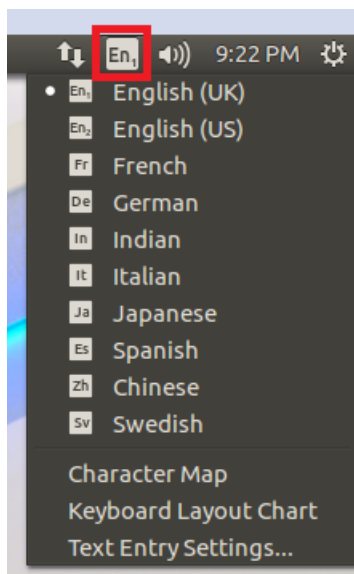 En₁ 9:22 PM
En₁ English (UK)
En₂ English (US)
Fr French
De German
In Indian
It Italian
Ja Japanese
Es Spanish
Zh Chinese
Sv Swedish
Character Map
Keyboard Layout Chart
Text Entry Settings...